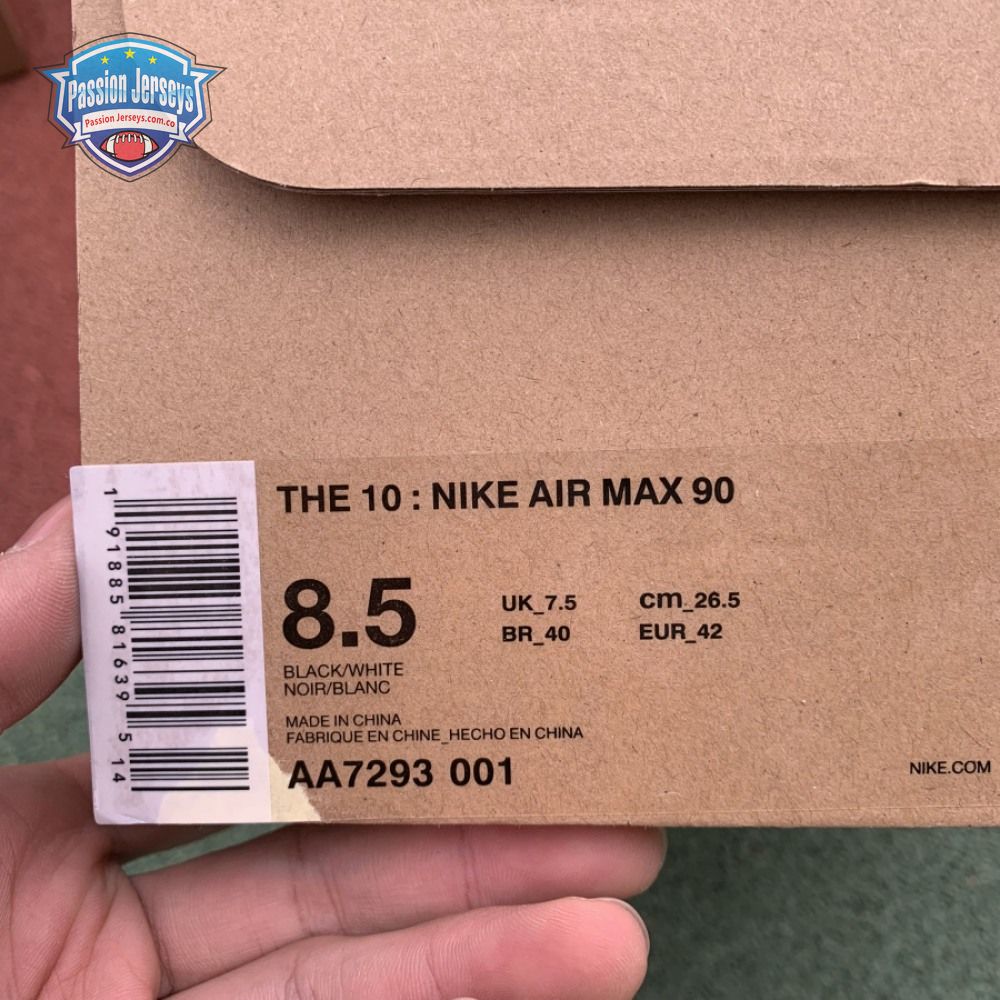 Passion Jerseys
Passion Jerseys.com.co
THE 10 : NIKE AIR MAX 90
8.5
UK_7.5
cm_26.5
BR_40
EUR_42
BLACK/WHITE
NOIR/BLANC
MADE IN CHINA
FABRIQUE EN CHINE_HECHO EN CHINA
AA7293 001
NIKE.COM
1 91885 81639 5 14